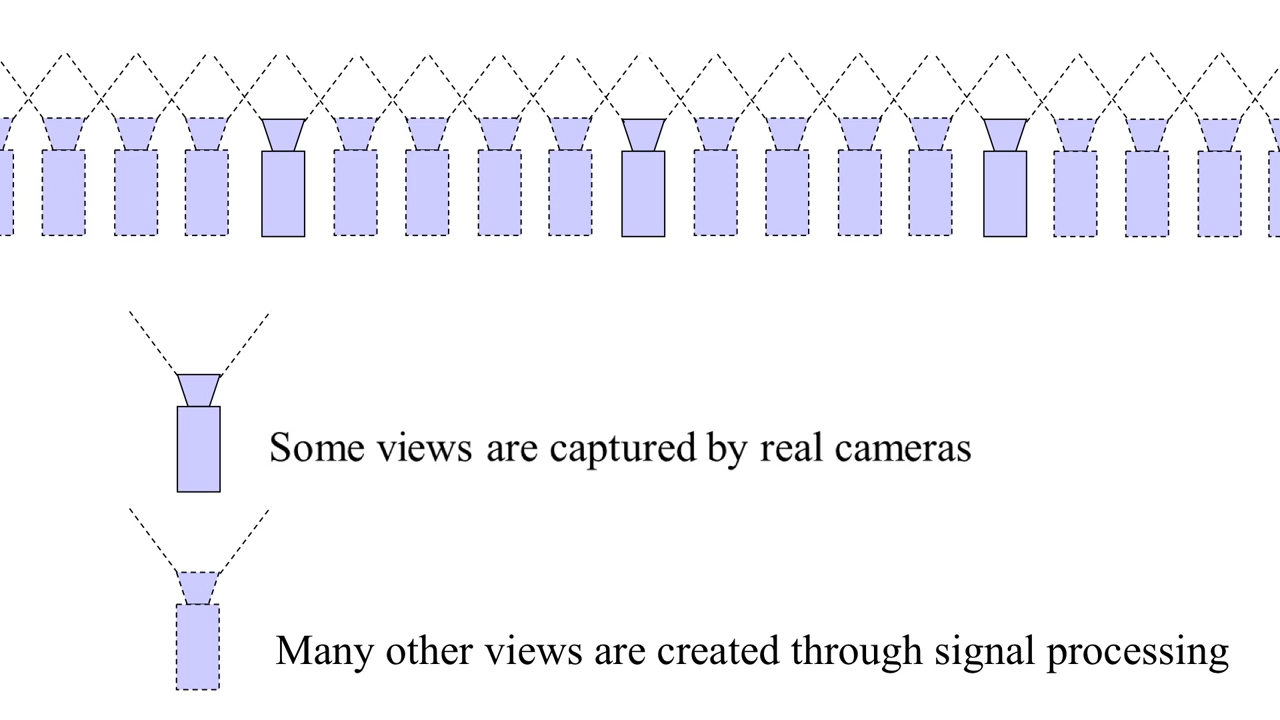 Some views are captured by real cameras
Many other views are created through signal processing